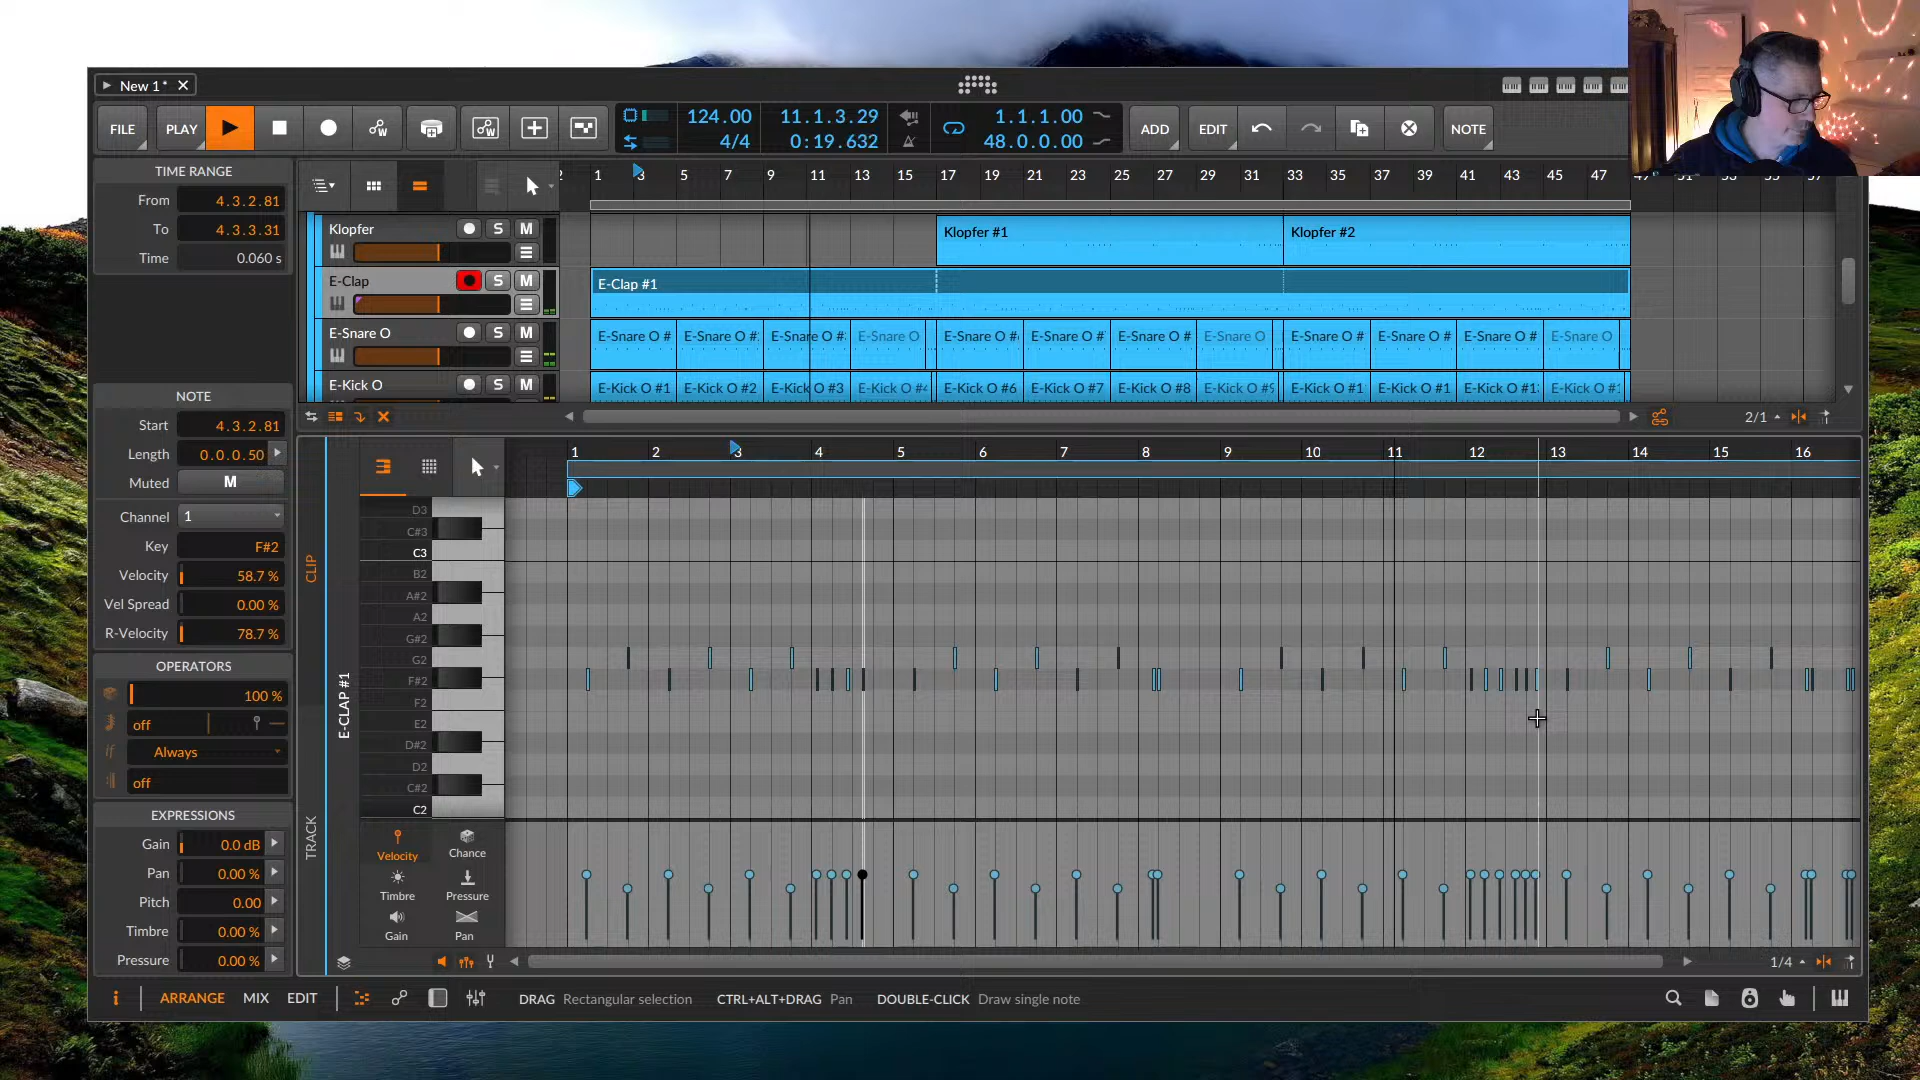 New 1*
FILE PLAY 124.00 4/4 11.1.3.29 0:19.632 1.1.1.00 48.0.0.00 ADD EDIT NOTE
TIME RANGE
From 4.3.2.81
To 4.3.3.31
Time 0.060 s
1 3 5 7 9 11 13 15 17 19 21 23 25 27 29 31 33 35 37 39 41 43 45 47
Klopfer S M
Klopfer #1 Klopfer #2
E-Clap S M
E-Clap #1
E-Snare O S M
E-Snare O # E-Snare O #: E-Snare O # E-Snare O E-Snare O # E-Snare O # E-Snare O # E-Snare O E-Snare O # E-Snare O # E-Snare O # E-Snare O
E-Kick O S M
E-Kick O #1 E-Kick O #2 E-Kick O #3 E-Kick O #4 E-Kick O #6 E-Kick O #7 E-Kick O #8 E-Kick O #9 E-Kick O #1 E-Kick O #1 E-Kick O #1 E-Kick O #1
2/1
NOTE
Start 4.3.2.81
Length 0.0.0.50
Muted M
Channel 1
Key F#2
Velocity 58.7 %
Vel Spread 0.00 %
R-Velocity 78.7 %
OPERATORS
100 %
off
if Always
off
EXPRESSIONS
Gain 0.0 dB
Pan 0.00 %
Pitch 0.00
Timbre 0.00 %
Pressure 0.00 %
CLIP
TRACK
E-CLAP #1
1 2 3 4 5 6 7 8 9 10 11 12 13 14 15 16
D3
C#3
C3
B2
A#2
A2
G#2
G2
F#2
F2
E2
D#2
D2
C#2
C2
Velocity Chance
Timbre Pressure
Gain Pan
1/4
i ARRANGE MIX EDIT
DRAG Rectangular selection CTRL+ALT+DRAG Pan DOUBLE-CLICK Draw single note